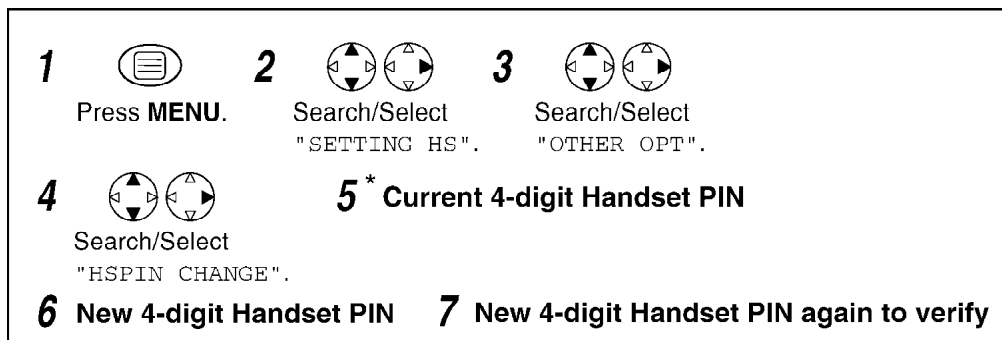 1 2 3
Press MENU. Search/Select Search/Select
"SETTING HS". "OTHER OPT".
4 5 * Current 4-digit Handset PIN
Search/Select
"HSPIN CHANGE".
6 New 4-digit Handset PIN 7 New 4-digit Handset PIN again to verify